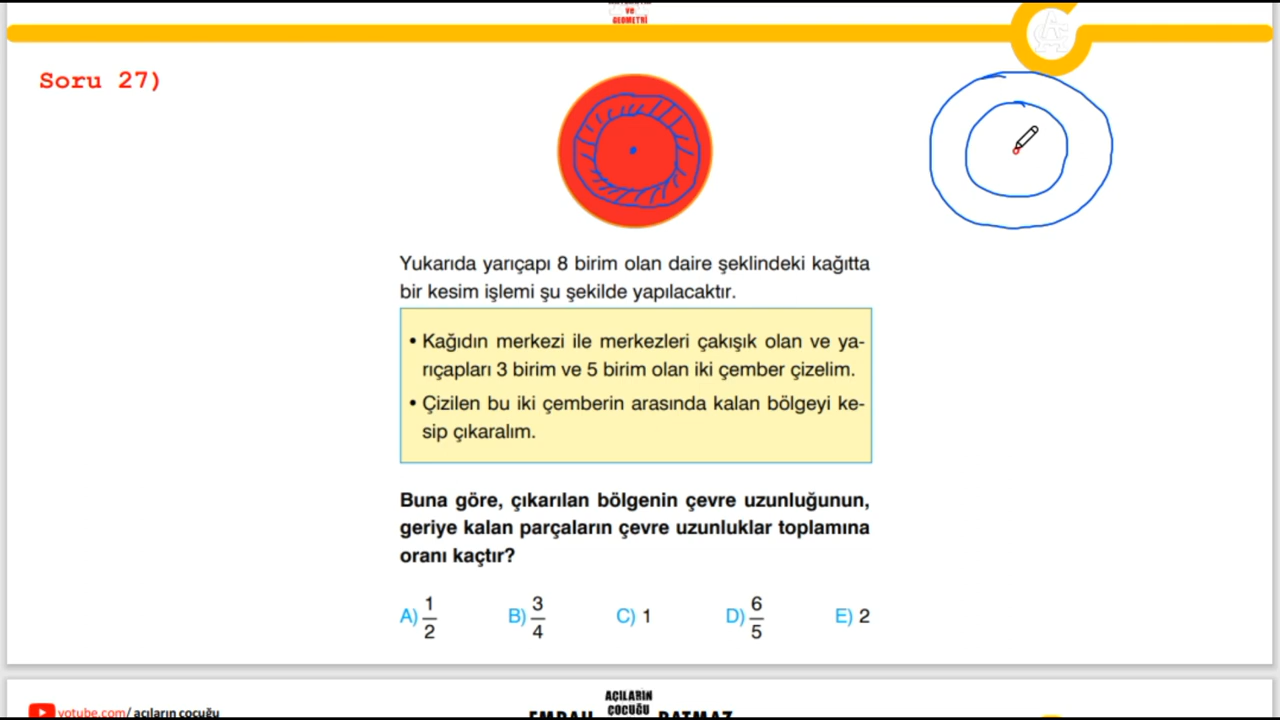 ve
GEOMETRİ
Soru 27)
Yukarıda yarıçapı 8 birim olan daire şeklindeki kağıtta
bir kesim işlemi şu şekilde yapılacaktır.
• Kağıdın merkezi ile merkezleri çakışık olan ve ya-
rıçapları 3 birim ve 5 birim olan iki çember çizelim.
• Çizilen bu iki çemberin arasında kalan bölgeyi ke-
sip çıkaralım.
Buna göre, çıkarılan bölgenin çevre uzunluğunun,
geriye kalan parçaların çevre uzunluklar toplamına
oranı kaçtır?
A) 1/2 B) 3/4 C) 1 D) 6/5 E) 2
AÇILARIN
ÇOCUĞU
youtube.com/ açıların çocuğu